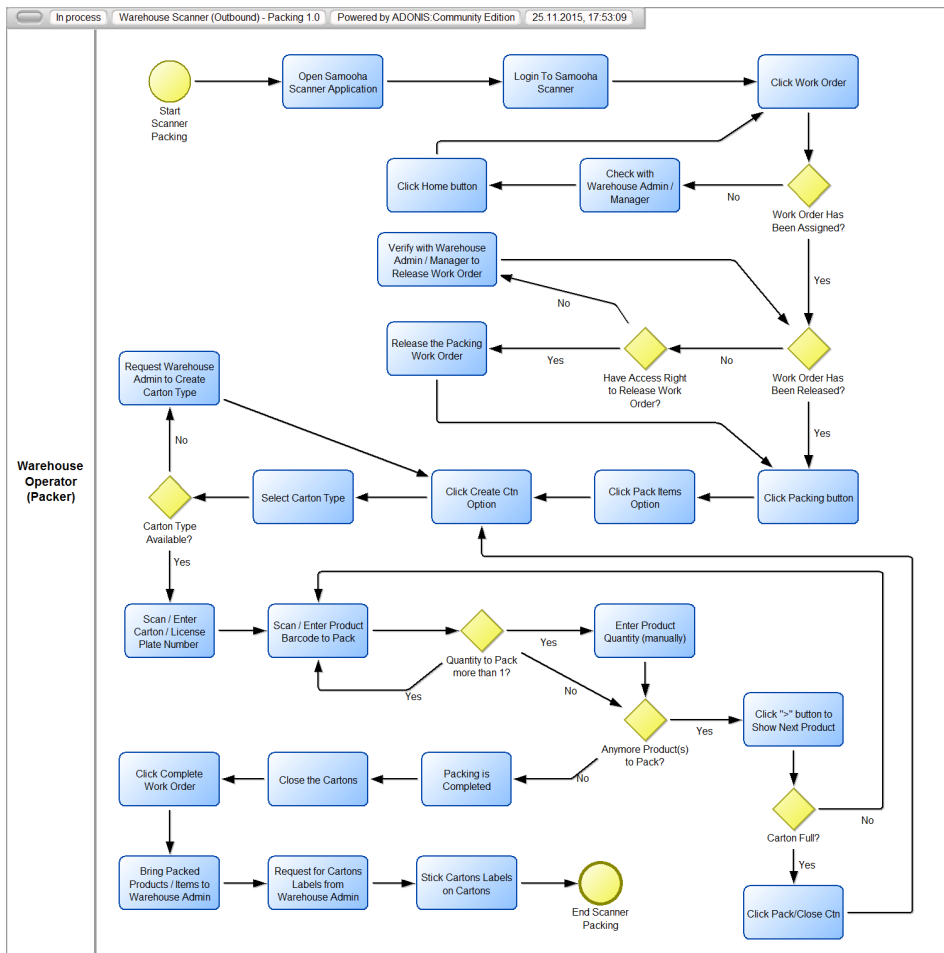 In process
Warehouse Scanner (Outbound) - Packing 1.0
Powered by ADONIS:Community Edition
25.11.2015, 17:53:09
Warehouse
Operator
(Packer)
Start
Scanner
Packing
Open Samooha
Scanner Application
Login To Samooha
Scanner
Click Work Order
Click Home button
Check with
Warehouse Admin /
Manager
No
Work Order Has
Been Assigned?
Yes
Verify with Warehouse
Admin / Manager to
Release Work Order
No
Release the Packing
Work Order
Yes
Have Access Right
to Release Work
Order?
No
Work Order Has
Been Released?
Yes
Request Warehouse
Admin to Create
Carton Type
No
Carton Type
Available?
Yes
Select Carton Type
Click Create Ctn
Option
Click Pack Items
Option
Click Packing button
Scan / Enter
Carton / License
Plate Number
Scan / Enter Product
Barcode to Pack
Quantity to Pack
more than 1?
Yes
Yes
No
Enter Product
Quantity (manually)
Anymore Product(s)
to Pack?
Yes
No
Click ">" button to
Show Next Product
Carton Full?
No
Yes
Click Pack/Close Ctn
Click Complete
Work Order
Close the Cartons
Packing is
Completed
Bring Packed
Products / Items to
Warehouse Admin
Request for Cartons
Labels from
Warehouse Admin
Stick Cartons Labels
on Cartons
End Scanner
Packing